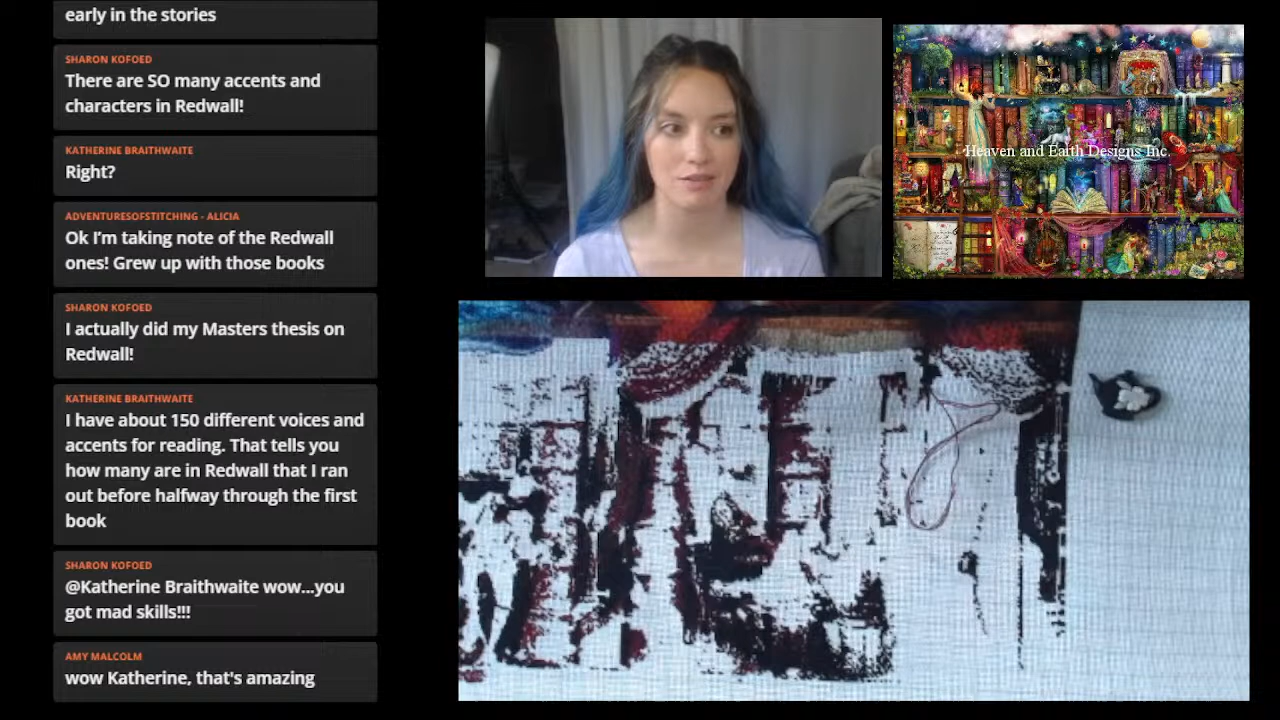 early in the stories
SHARON KOFOED
There are SO many accents and
characters in Redwall!
KATHERINE BRAITHWAITE
Right?
ADVENTURESOFSTITCHING - ALICIA
Ok I'm taking note of the Redwall
ones! Grew up with those books
SHARON KOFOED
I actually did my Masters thesis on
Redwall!
KATHERINE BRAITHWAITE
I have about 150 different voices and
accents for reading. That tells you
how many are in Redwall that I ran
out before halfway through the first
book
SHARON KOFOED
@Katherine Braithwaite wow...you
got mad skills!!!
AMY MALCOLM
wow Katherine, that's amazing
Heaven and Earth Designs Inc.